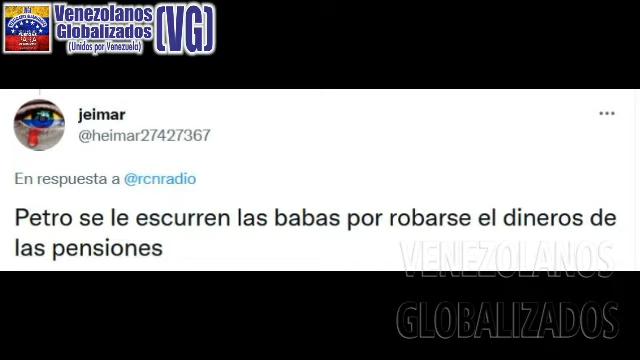 Venezolanos
Globalizados
(Unidos por Venezuela)
(VG)
jeimar
@heimar27427367
En respuesta a @rcnradio
Petro se le escurren las babas por robarse el dineros de
las pensiones
VENEZOLANOS
GLOBALIZADOS